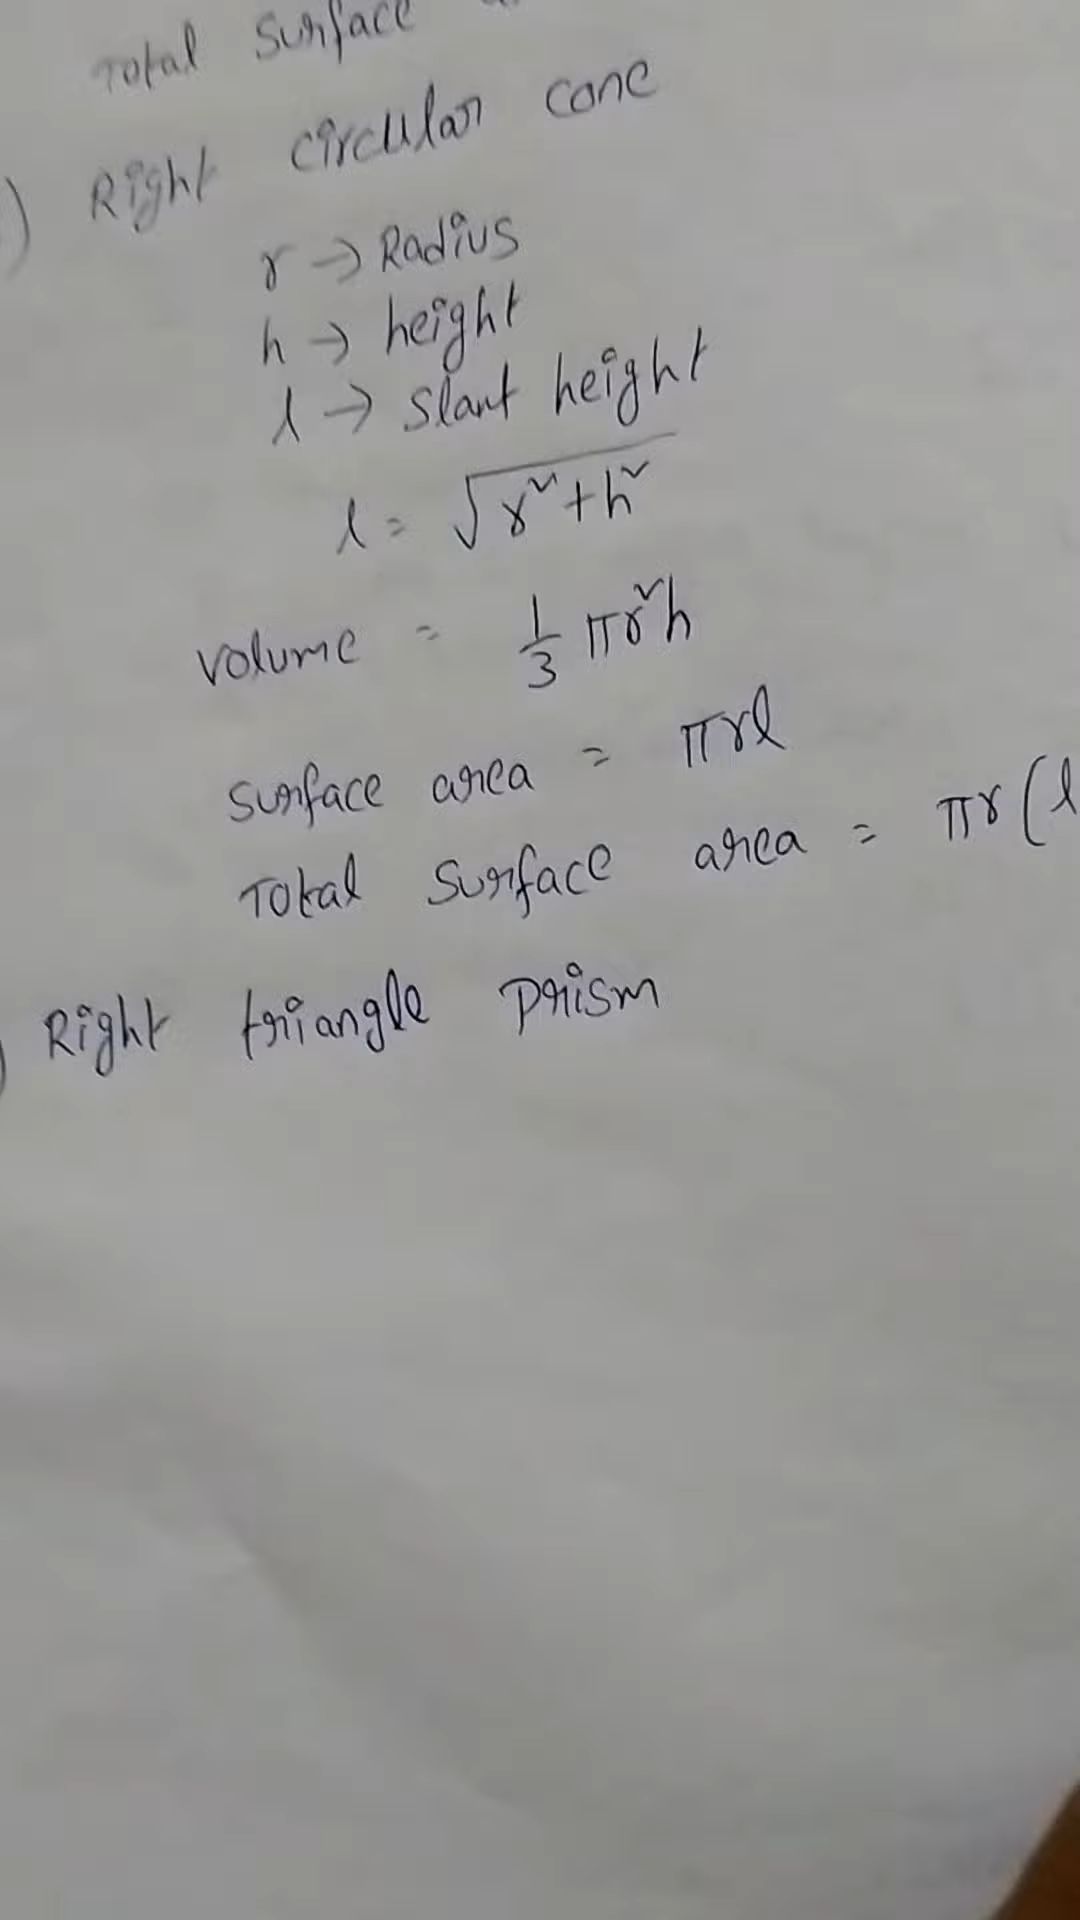 Total Surface
) Right circular cone
r → Radius
h → height
l → Slant height
l = √r²+h²
volume = 1/3 πr²h
Surface area = πrl
Total Surface area = πr(l
) Right triangle prism